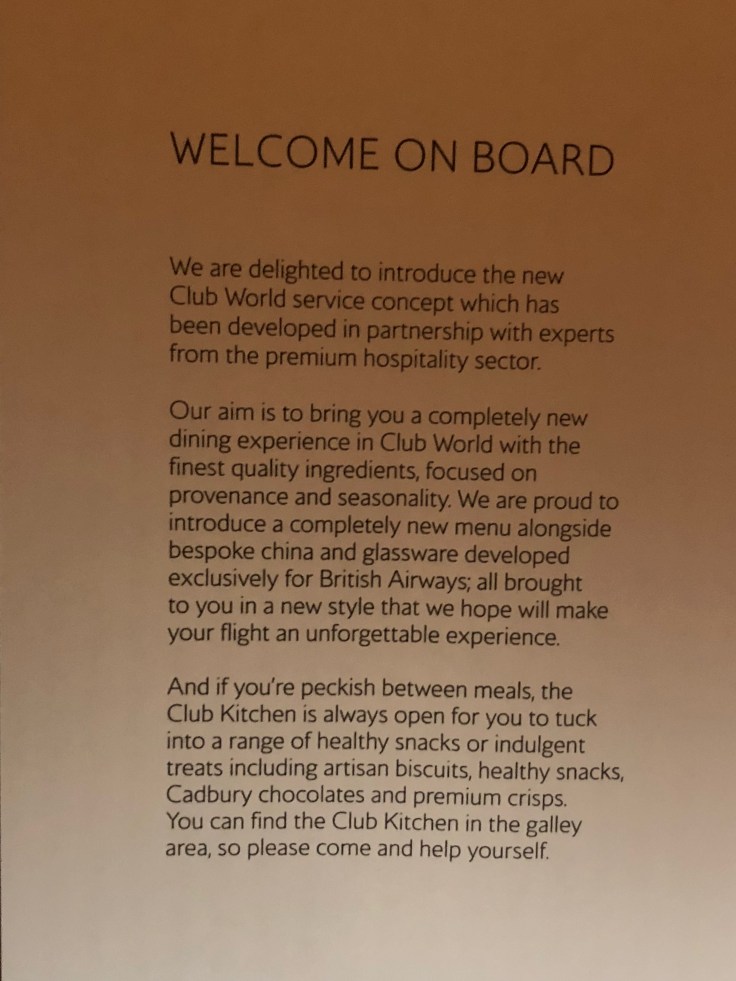 WELCOME ON BOARD
We are delighted to introduce the new
Club World service concept which has
been developed in partnership with experts
from the premium hospitality sector.
Our aim is to bring you a completely new
dining experience in Club World with the
finest quality ingredients, focused on
provenance and seasonality. We are proud to
introduce a completely new menu alongside
bespoke china and glassware developed
exclusively for British Airways; all brought
to you in a new style that we hope will make
your flight an unforgettable experience.
And if you're peckish between meals, the
Club Kitchen is always open for you to tuck
into a range of healthy snacks or indulgent
treats including artisan biscuits, healthy snacks,
Cadbury chocolates and premium crisps.
You can find the Club Kitchen in the galley
area, so please come and help yourself.